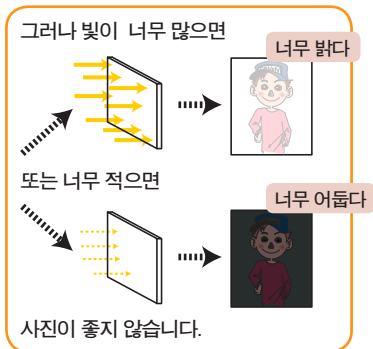 그러나 빛이 너무 많으면
너무 밝다
또는 너무 적으면
너무 어둡다
사진이 좋지 않습니다.